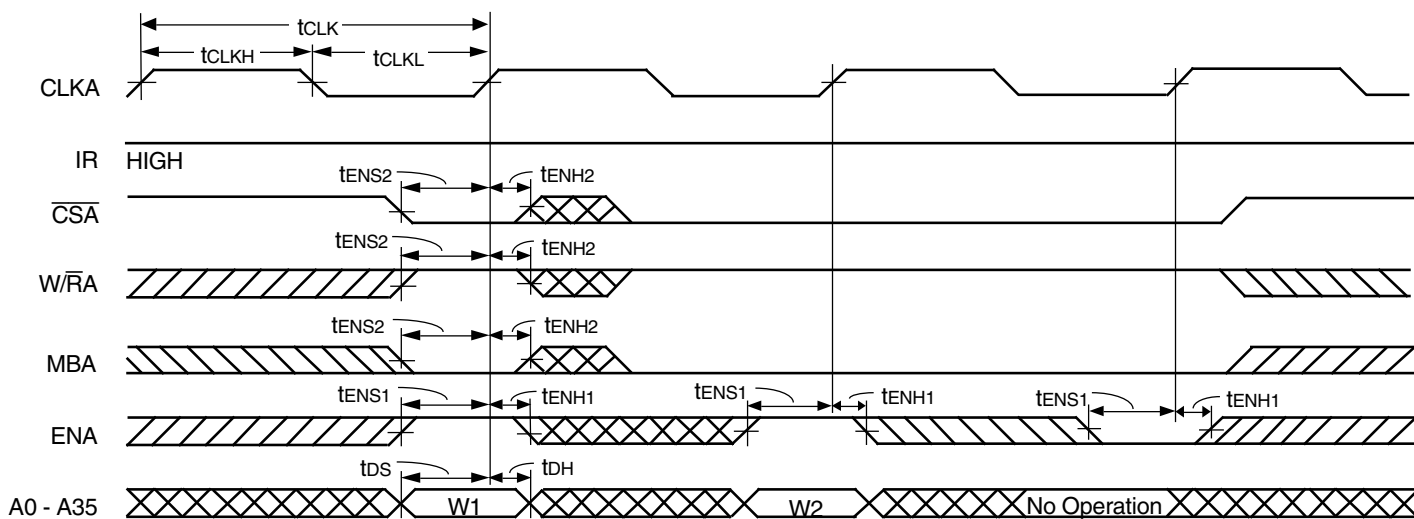 tCLK
tCLKH tCLKL
CLKA
IR HIGH
tENS2 tENH2
CSA
tENS2 tENH2
W/RA
tENS2 tENH2
MBA
tENS1 tENH1 tENS1 tENH1 tENS1 tENH1
ENA
tDS tDH
A0 - A35 W1 W2 No Operation